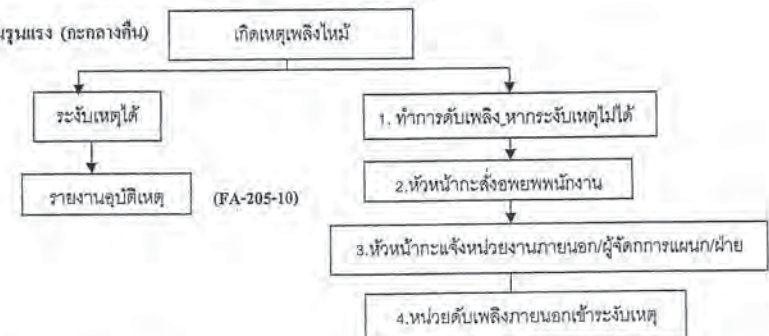 นรุนแรง (กะกลางคืน)
เกิดเหตุเพลิงไหม้
ระงับเหตุได้
1. ทำการดับเพลิง หากระงับเหตุไม่ได้
รายงานอุบัติเหตุ
(FA-205-10)
2.หัวหน้ากะสั่งอพยพพนักงาน
3.หัวหน้ากะแจ้งหน่วยงานภายนอก/ผู้จัดกการแผนก/ฝ่าย
4.หน่วยดับเพลิงภายนอกเข้าระงับเหตุ